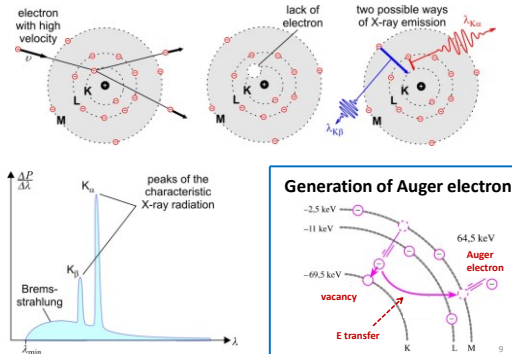 electron
with high
velocity
υ
K
L
M
lack of
electron
K
L
M
two possible ways
of X-ray emission
λKα
K
L
M
λKβ
ΔP
Δλ
Kα
peaks of the
characteristic
X-ray radiation
Kβ
Brems-
strahlung
λmin
λ
Generation of Auger electron
−2,5 keV
−11 keV
64,5 keV
Auger
electron
−69,5 keV
vacancy
E transfer
K
L
M
9